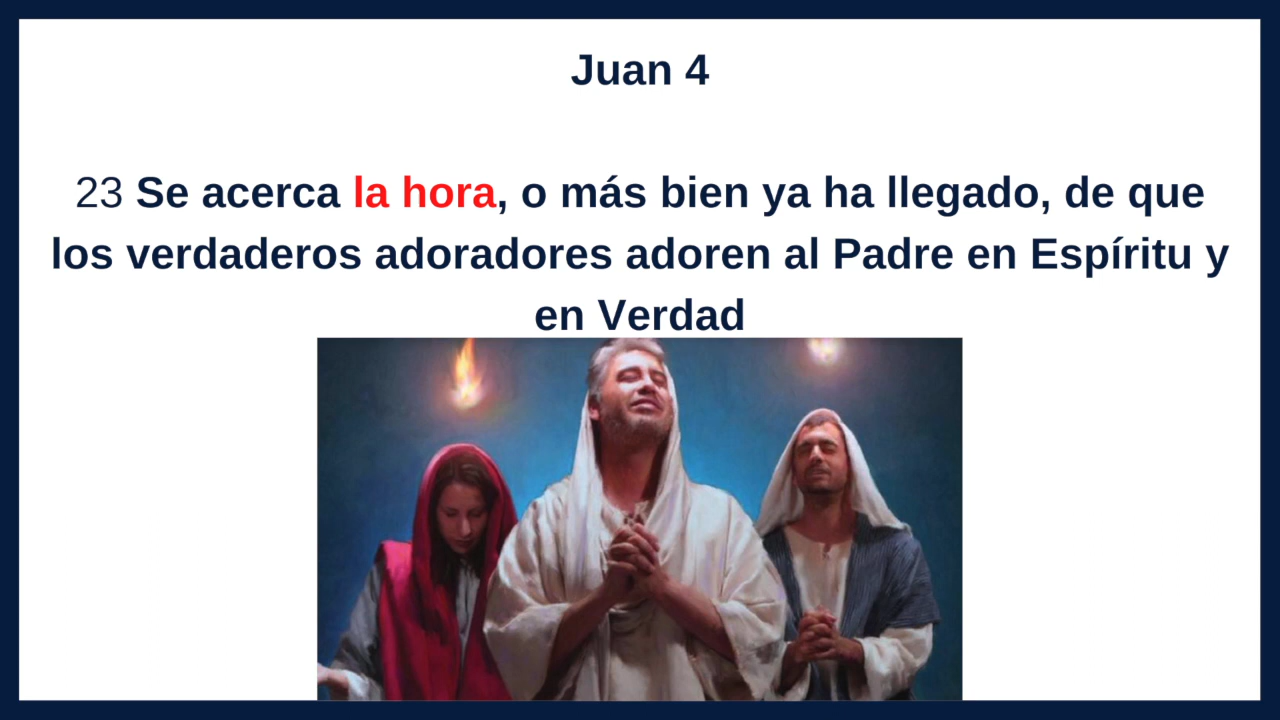 Juan 4
23 Se acerca la hora, o más bien ya ha llegado, de que
los verdaderos adoradores adoren al Padre en Espíritu y
en Verdad